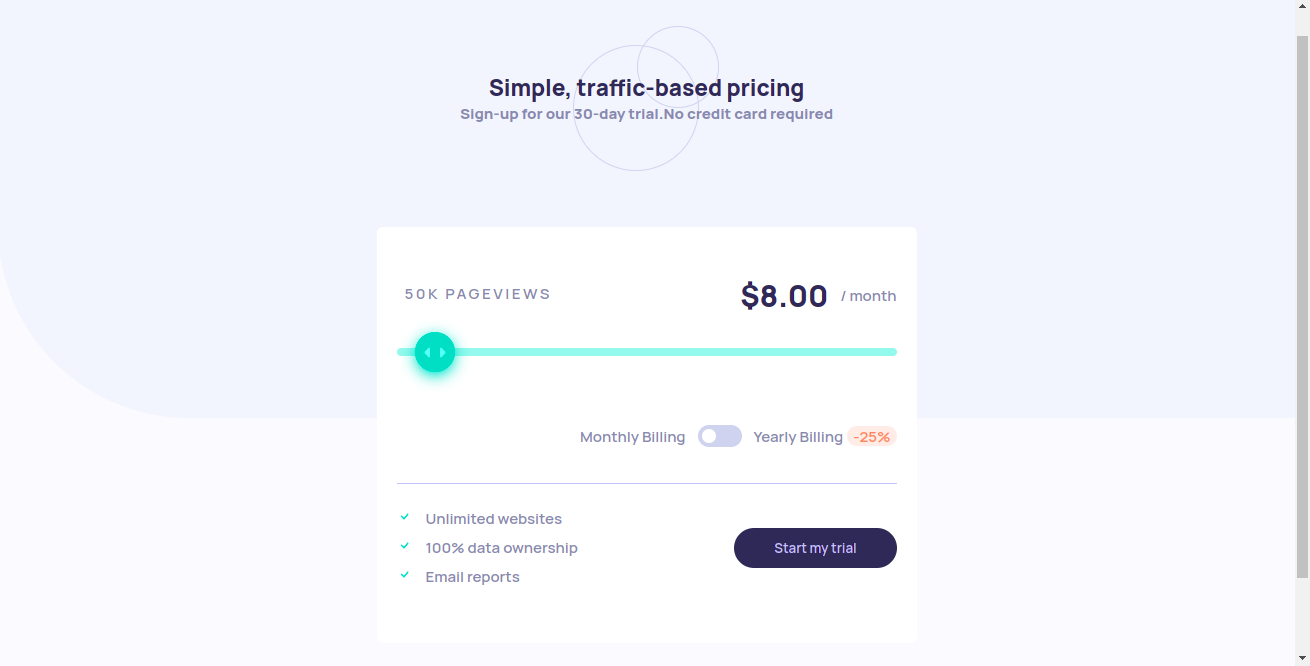 Simple, traffic-based pricing
Sign-up for our 30-day trial.No credit card required
50K PAGEVIEWS
$8.00 / month
Monthly Billing Yearly Billing -25%
Unlimited websites
100% data ownership
Email reports
Start my trial